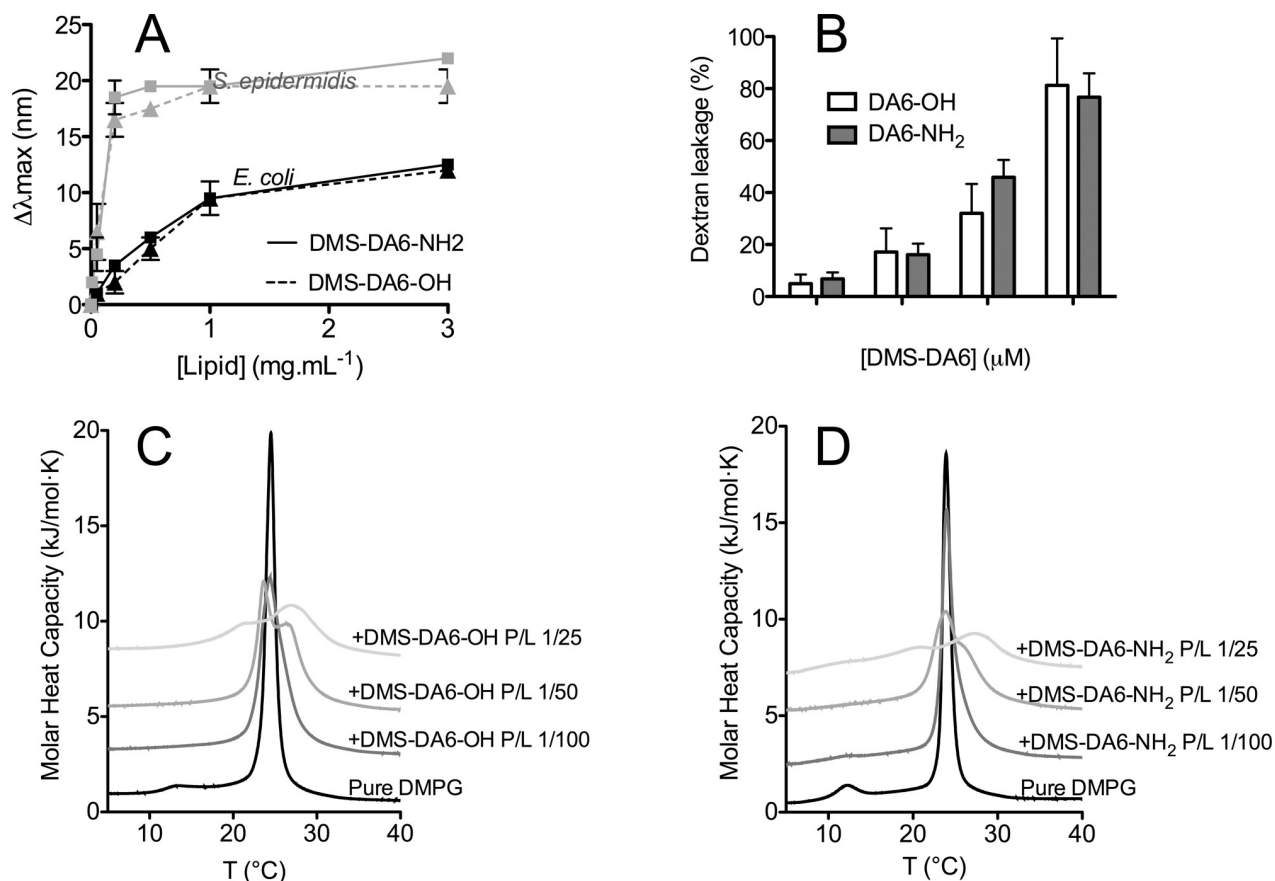 A
25
20
15
10
5
0
Δλmax (nm)
S. epidermidis
E. coli
DMS-DA6-NH2
DMS-DA6-OH
0
1
2
3
[Lipid] (mg.mL⁻¹)
B
100
80
60
40
20
0
Dextran leakage (%)
DA6-OH
DA6-NH₂
[DMS-DA6] (μM)
C
20
15
10
5
0
Molar Heat Capacity (kJ/mol·K)
+DMS-DA6-OH P/L 1/25
+DMS-DA6-OH P/L 1/50
+DMS-DA6-OH P/L 1/100
Pure DMPG
10
20
30
40
T (°C)
D
20
15
10
5
0
Molar Heat Capacity (kJ/mol·K)
+DMS-DA6-NH₂ P/L 1/25
+DMS-DA6-NH₂ P/L 1/50
+DMS-DA6-NH₂ P/L 1/100
Pure DMPG
10
20
30
40
T (°C)